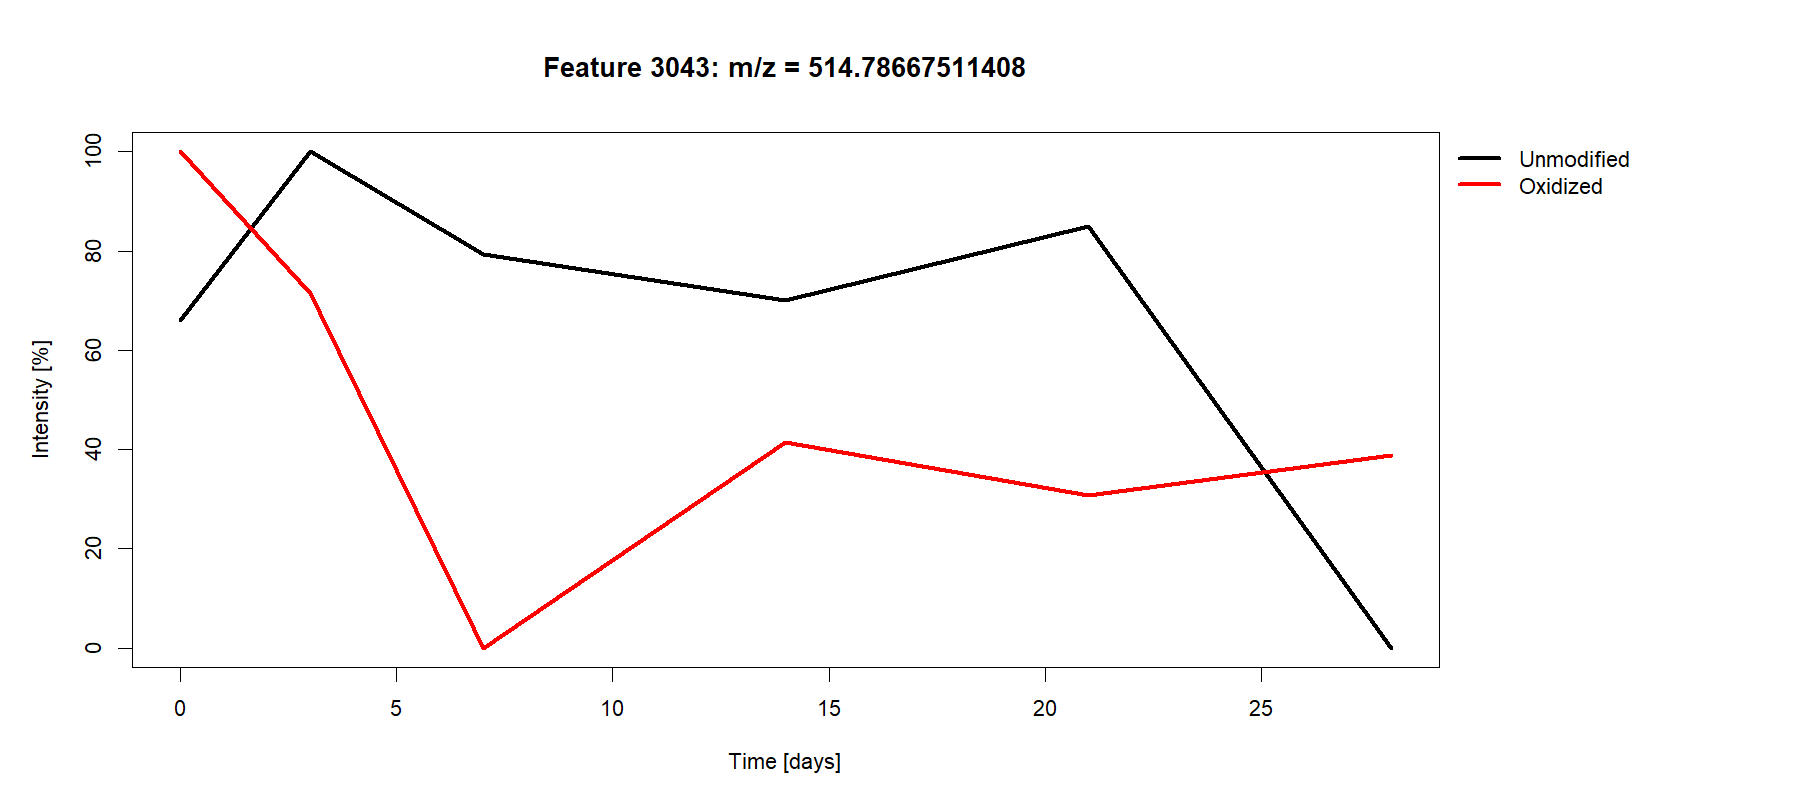 Feature 3043: m/z = 514.78667511408
Unmodified
Oxidized
100
80
60
40
20
0
Intensity [%]
0 5 10 15 20 25
Time [days]